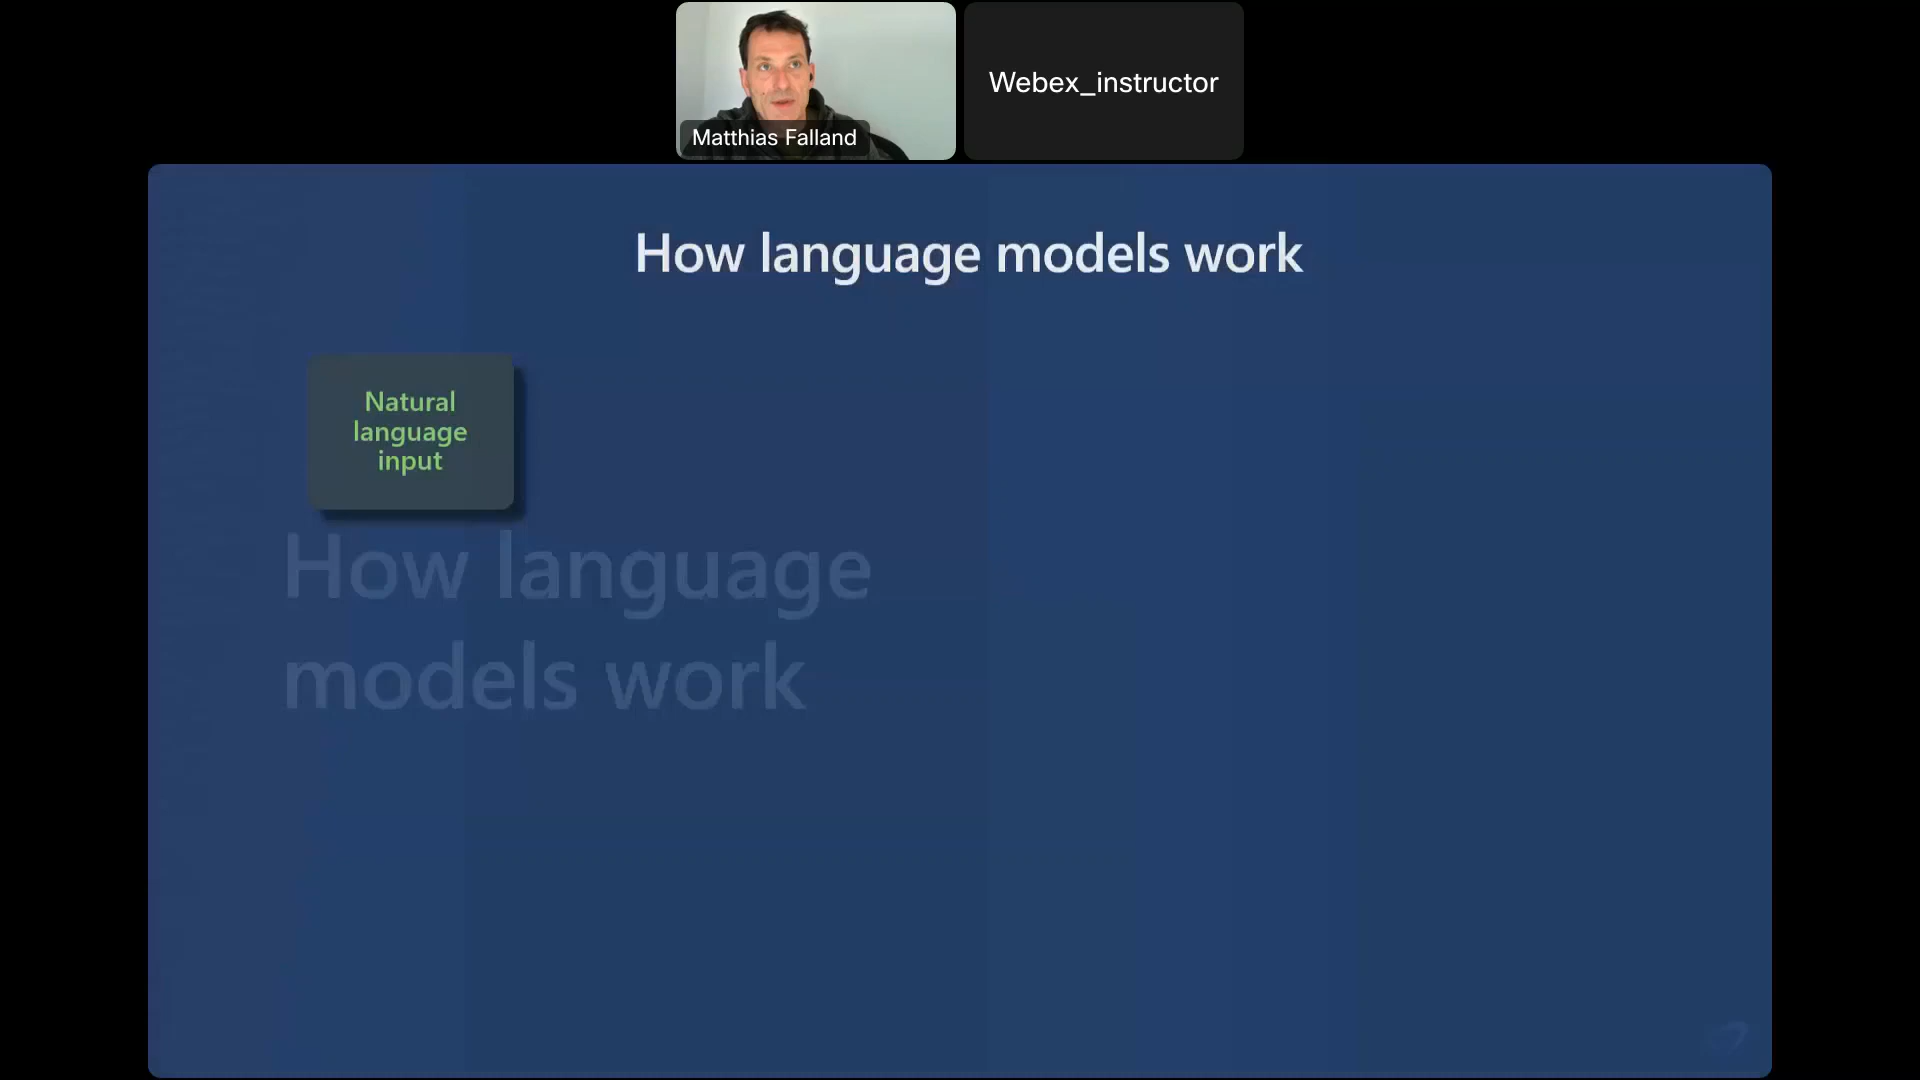 Matthias Falland
Webex_instructor
How language models work
Natural
language
input
How language
models work